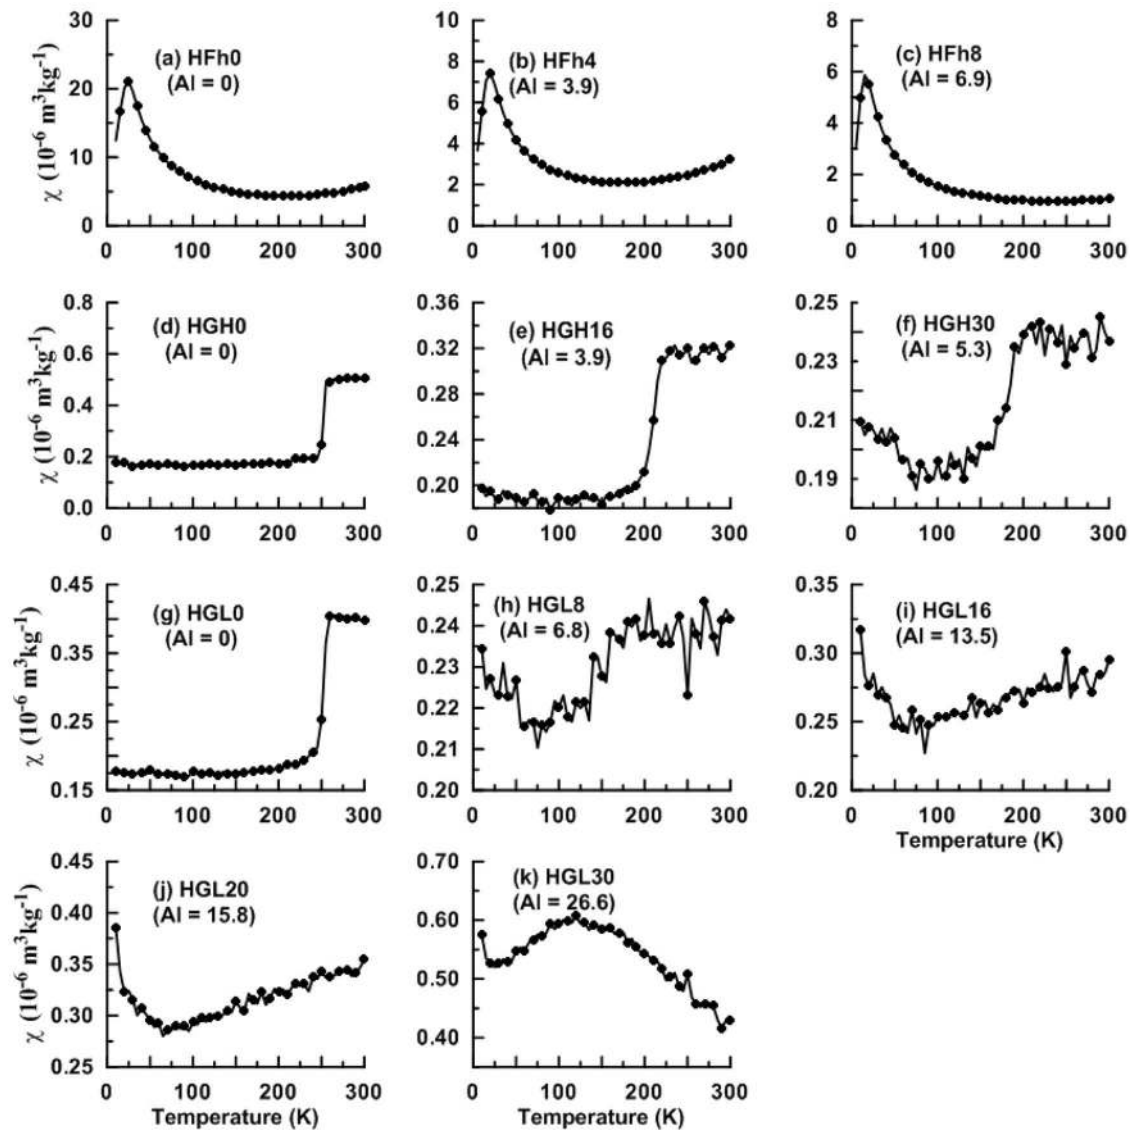 (a) HFh0
(Al = 0)
(b) HFh4
(Al = 3.9)
(c) HFh8
(Al = 6.9)
χ (10⁻⁶ m³kg⁻¹)
30
20
10
0
10
8
6
4
2
0
8
6
4
2
0
0 100 200 300
0 100 200 300
0 100 200 300
(d) HGH0
(Al = 0)
(e) HGH16
(Al = 3.9)
(f) HGH30
(Al = 5.3)
χ (10⁻⁶ m³kg⁻¹)
0.8
0.6
0.4
0.2
0.0
0.36
0.32
0.28
0.24
0.20
0.25
0.23
0.21
0.19
0 100 200 300
0 100 200 300
0 100 200 300
(g) HGL0
(Al = 0)
(h) HGL8
(Al = 6.8)
(i) HGL16
(Al = 13.5)
χ (10⁻⁶ m³kg⁻¹)
0.45
0.35
0.25
0.15
0.25
0.24
0.23
0.22
0.21
0.20
0.35
0.30
0.25
0.20
0 100 200 300
0 100 200 300
0 100 200 300
Temperature (K)
(j) HGL20
(Al = 15.8)
(k) HGL30
(Al = 26.6)
χ (10⁻⁶ m³kg⁻¹)
0.45
0.40
0.35
0.30
0.25
0.70
0.60
0.50
0.40
0 100 200 300
0 100 200 300
Temperature (K)
Temperature (K)